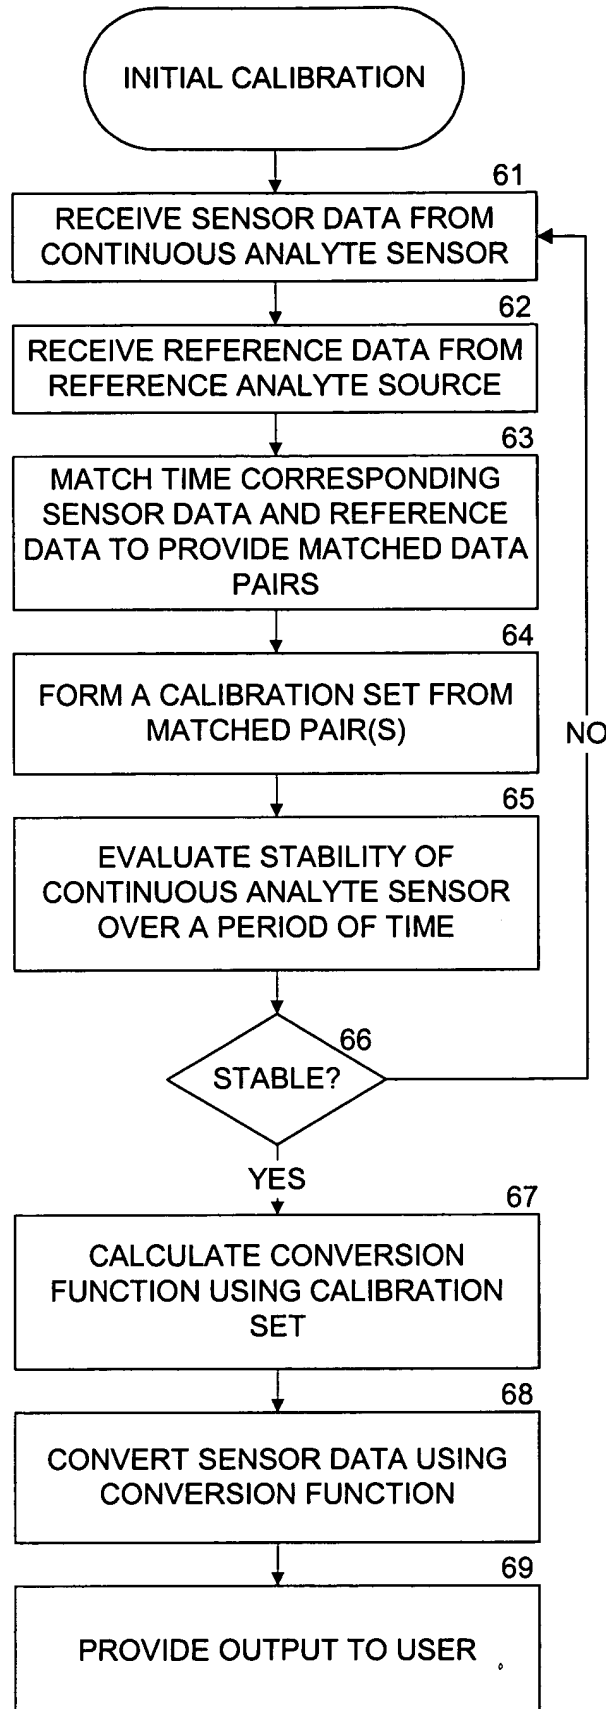 INITIAL CALIBRATION
61
RECEIVE SENSOR DATA FROM
CONTINUOUS ANALYTE SENSOR
62
RECEIVE REFERENCE DATA FROM
REFERENCE ANALYTE SOURCE
63
MATCH TIME CORRESPONDING
SENSOR DATA AND REFERENCE
DATA TO PROVIDE MATCHED DATA
PAIRS
64
FORM A CALIBRATION SET FROM
MATCHED PAIR(S)
NO
65
EVALUATE STABILITY OF
CONTINUOUS ANALYTE SENSOR
OVER A PERIOD OF TIME
66
STABLE?
YES
67
CALCULATE CONVERSION
FUNCTION USING CALIBRATION
SET
68
CONVERT SENSOR DATA USING
CONVERSION FUNCTION
69
PROVIDE OUTPUT TO USER